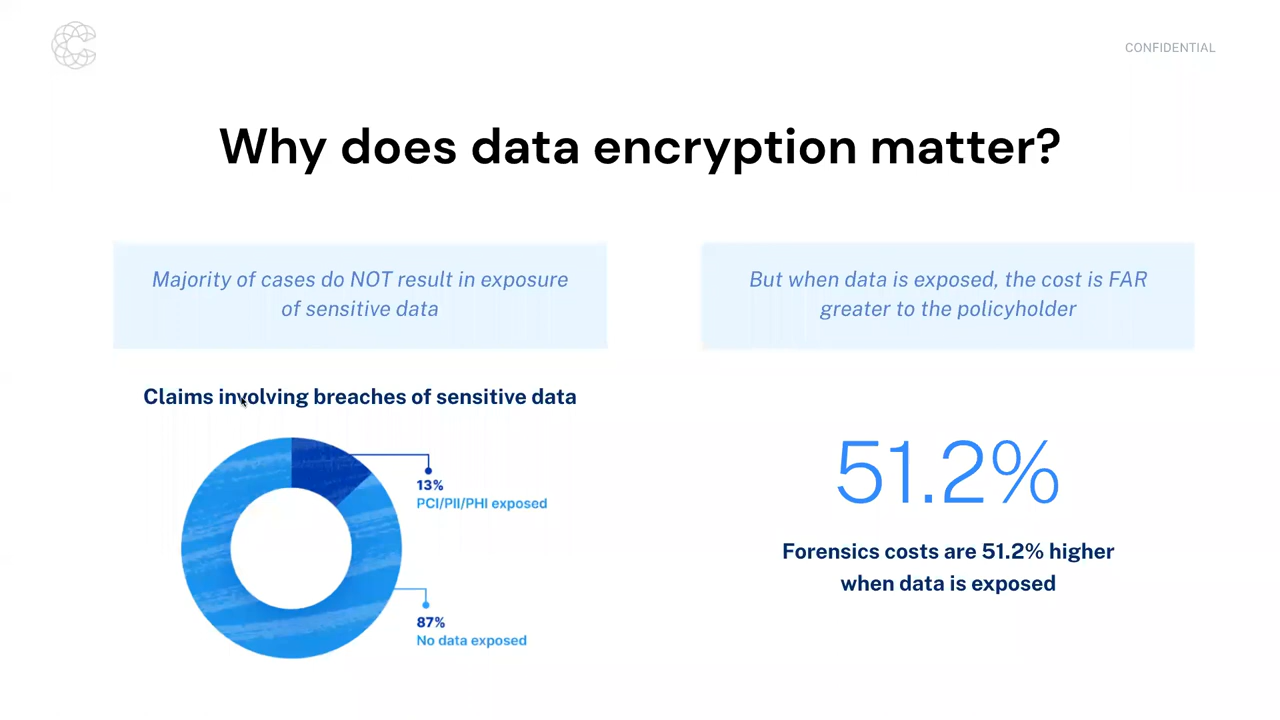 CONFIDENTIAL
Why does data encryption matter?
Majority of cases do NOT result in exposure
of sensitive data
But when data is exposed, the cost is FAR
greater to the policyholder
Claims involving breaches of sensitive data
13%
PCI/PII/PHI exposed
87%
No data exposed
51.2%
Forensics costs are 51.2% higher
when data is exposed